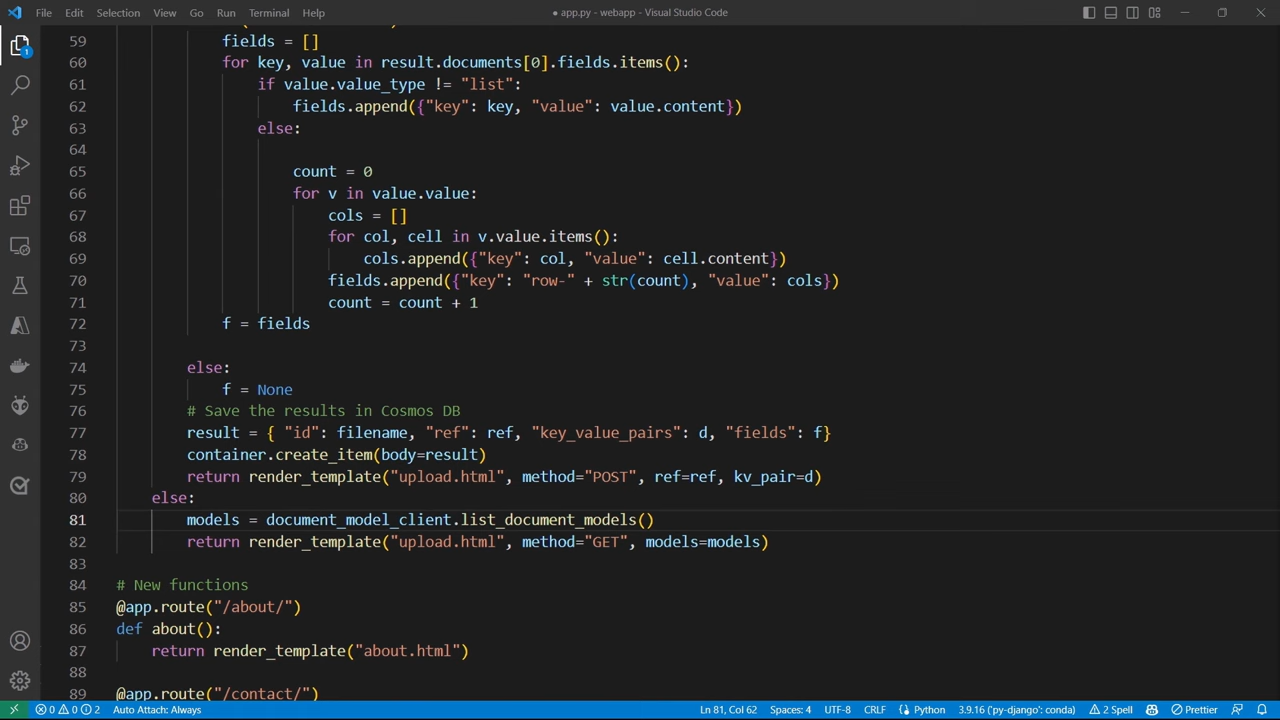 File Edit Selection View Go Run Terminal Help ● app.py - webapp - Visual Studio Code
59 fields = []
60 for key, value in result.documents[0].fields.items():
61 if value.value_type != "list":
62 fields.append({"key": key, "value": value.content})
63 else:
64
65 count = 0
66 for v in value.value:
67 cols = []
68 for col, cell in v.value.items():
69 cols.append({"key": col, "value": cell.content})
70 fields.append({"key": "row-" + str(count), "value": cols})
71 count = count + 1
72 f = fields
73
74 else:
75 f = None
76 # Save the results in Cosmos DB
77 result = { "id": filename, "ref": ref, "key_value_pairs": d, "fields": f}
78 container.create_item(body=result)
79 return render_template("upload.html", method="POST", ref=ref, kv_pair=d)
80 else:
81 models = document_model_client.list_document_models()
82 return render_template("upload.html", method="GET", models=models)
83
84 # New functions
85 @app.route("/about/")
86 def about():
87 return render_template("about.html")
88
89 @app.route("/contact/")
1
0 0 2 Auto Attach: Always Ln 81, Col 62 Spaces: 4 UTF-8 CRLF Python 3.9.16 ('py-django': conda) 2 Spell Prettier